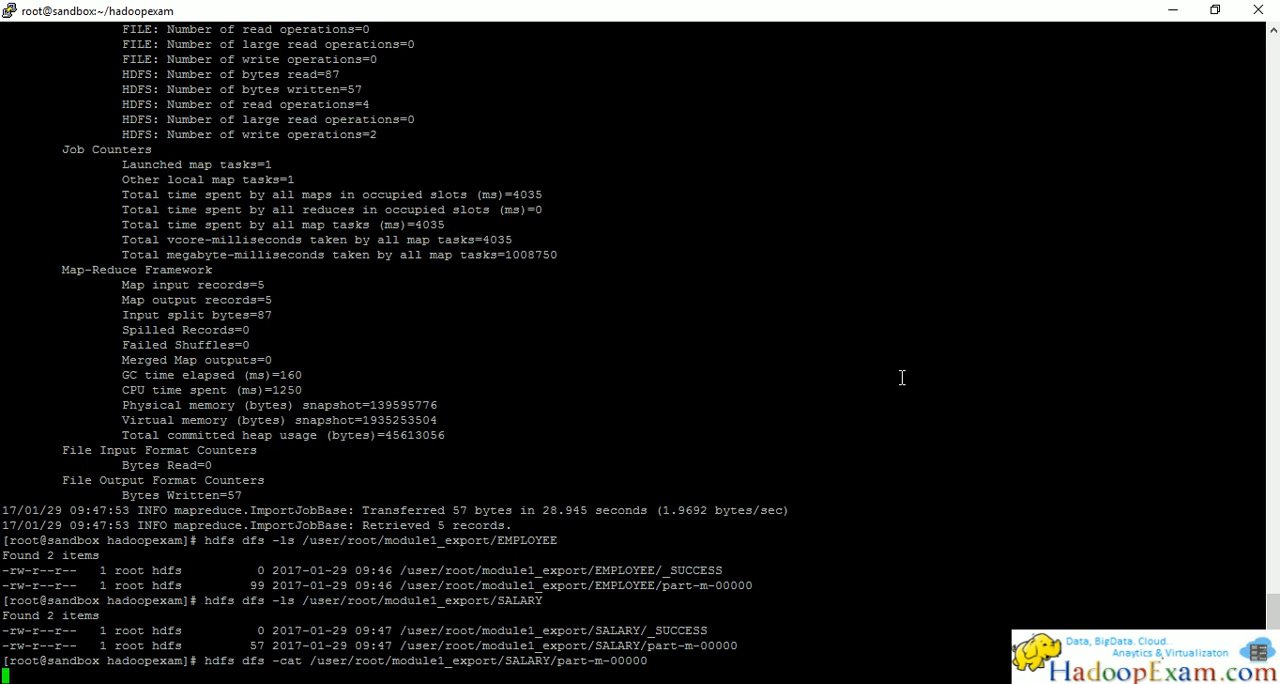 root@sandbox:~/hadoopexam
FILE: Number of read operations=0
FILE: Number of large read operations=0
FILE: Number of write operations=0
HDFS: Number of bytes read=87
HDFS: Number of bytes written=57
HDFS: Number of read operations=4
HDFS: Number of large read operations=0
HDFS: Number of write operations=2
Job Counters
Launched map tasks=1
Other local map tasks=1
Total time spent by all maps in occupied slots (ms)=4035
Total time spent by all reduces in occupied slots (ms)=0
Total time spent by all map tasks (ms)=4035
Total vcore-milliseconds taken by all map tasks=4035
Total megabyte-milliseconds taken by all map tasks=1008750
Map-Reduce Framework
Map input records=5
Map output records=5
Input split bytes=87
Spilled Records=0
Failed Shuffles=0
Merged Map outputs=0
GC time elapsed (ms)=160
CPU time spent (ms)=1250
Physical memory (bytes) snapshot=139595776
Virtual memory (bytes) snapshot=1935253504
Total committed heap usage (bytes)=45613056
File Input Format Counters
Bytes Read=0
File Output Format Counters
Bytes Written=57
17/01/29 09:47:53 INFO mapreduce.ImportJobBase: Transferred 57 bytes in 28.945 seconds (1.9692 bytes/sec)
17/01/29 09:47:53 INFO mapreduce.ImportJobBase: Retrieved 5 records.
[root@sandbox hadoopexam]# hdfs dfs -ls /user/root/module1_export/EMPLOYEE
Found 2 items
-rw-r--r-- 1 root hdfs 0 2017-01-29 09:46 /user/root/module1_export/EMPLOYEE/_SUCCESS
-rw-r--r-- 1 root hdfs 99 2017-01-29 09:46 /user/root/module1_export/EMPLOYEE/part-m-00000
[root@sandbox hadoopexam]# hdfs dfs -ls /user/root/module1_export/SALARY
Found 2 items
-rw-r--r-- 1 root hdfs 0 2017-01-29 09:47 /user/root/module1_export/SALARY/_SUCCESS
-rw-r--r-- 1 root hdfs 57 2017-01-29 09:47 /user/root/module1_export/SALARY/part-m-00000
[root@sandbox hadoopexam]# hdfs dfs -cat /user/root/module1_export/SALARY/part-m-00000
Data, BigData. Cloud..
Anaytics & Virtualizaton
HadoopExam.com